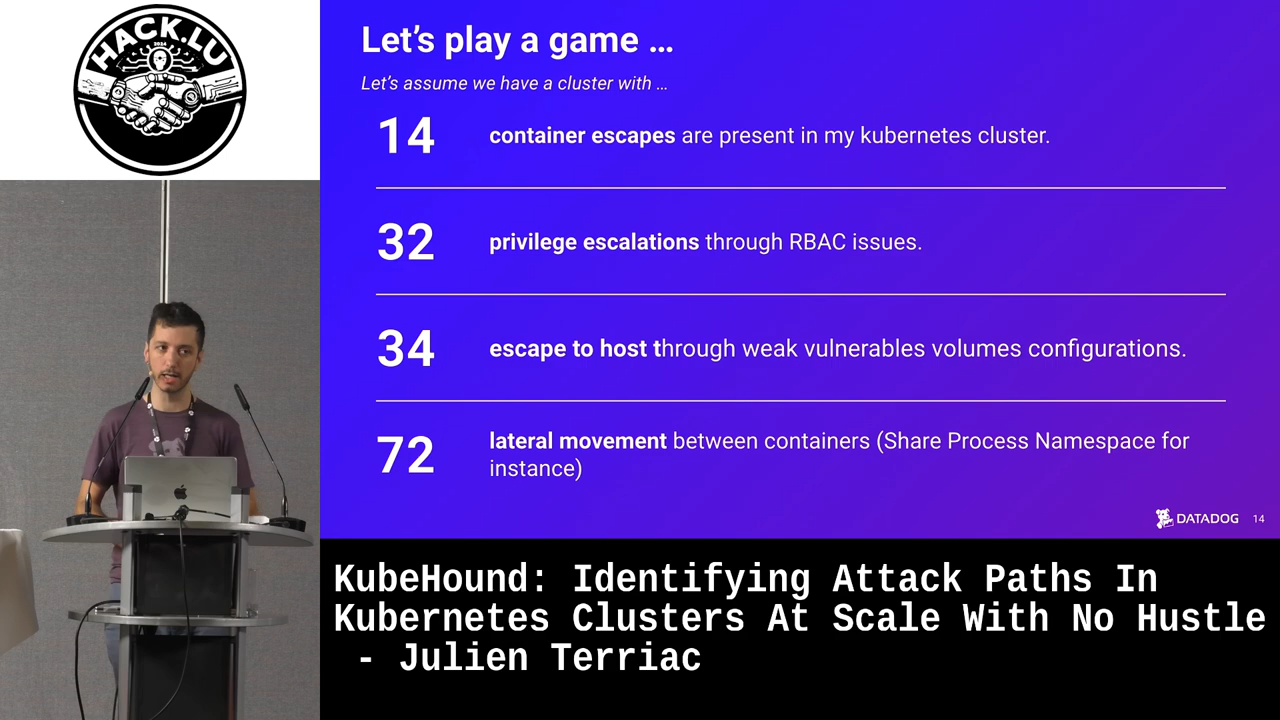 HACK.LU
2024
Let's play a game …
Let's assume we have a cluster with …
14
container escapes are present in my kubernetes cluster.
32
privilege escalations through RBAC issues.
34
escape to host through weak vulnerables volumes configurations.
72
lateral movement between containers (Share Process Namespace for
instance)
DATADOG 14
KubeHound: Identifying Attack Paths In
Kubernetes Clusters At Scale With No Hustle
- Julien Terriac